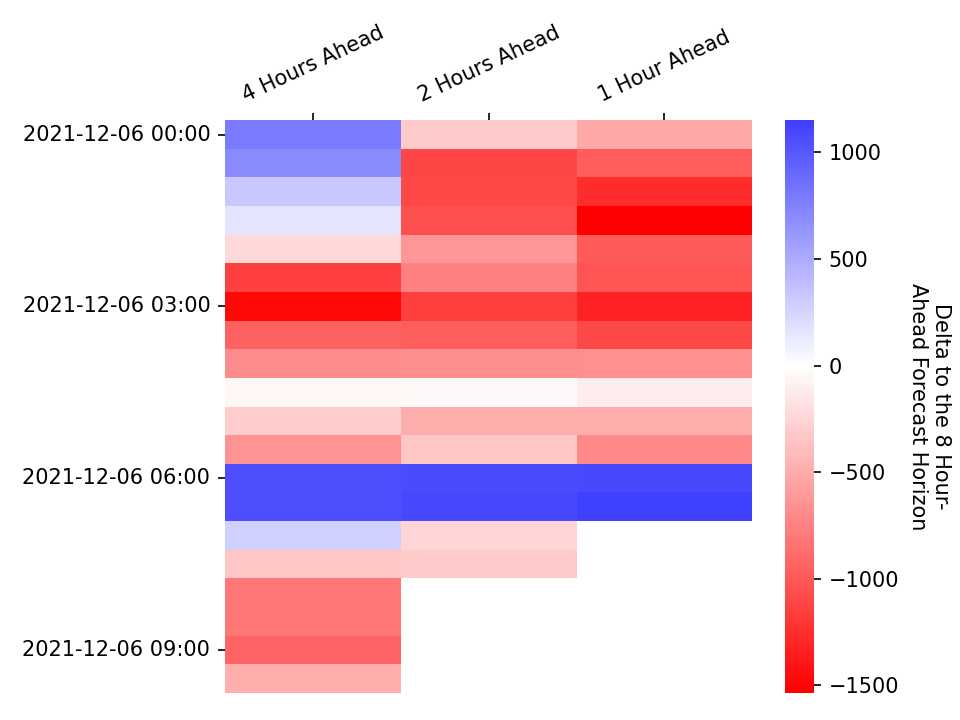 4 Hours Ahead
2 Hours Ahead
1 Hour Ahead
2021-12-06 00:00
2021-12-06 03:00
2021-12-06 06:00
2021-12-06 09:00
1000
500
0
−500
−1000
−1500
Delta to the 8 Hour-
Ahead Forecast Horizon